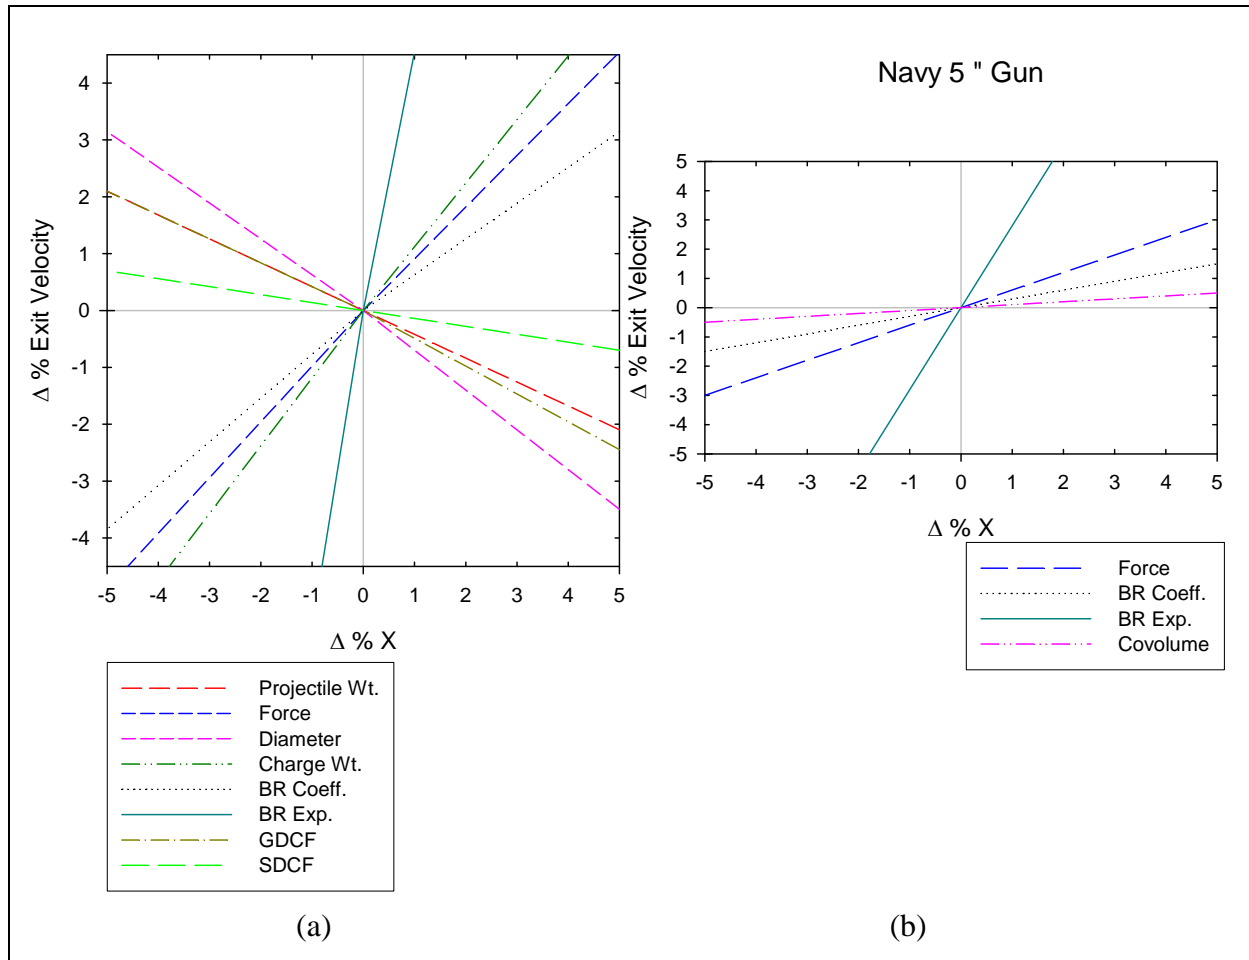 Navy 5 " Gun
4
3
2
1
0
-1
-2
-3
-4
Δ % Exit Velocity
-5 -4 -3 -2 -1 0 1 2 3 4 5
Δ % X
Projectile Wt.
Force
Diameter
Charge Wt.
BR Coeff.
BR Exp.
GDCF
SDCF
(a)
5
4
3
2
1
0
-1
-2
-3
-4
-5
Δ % Exit Velocity
-5 -4 -3 -2 -1 0 1 2 3 4 5
Δ % X
Force
BR Coeff.
BR Exp.
Covolume
(b)